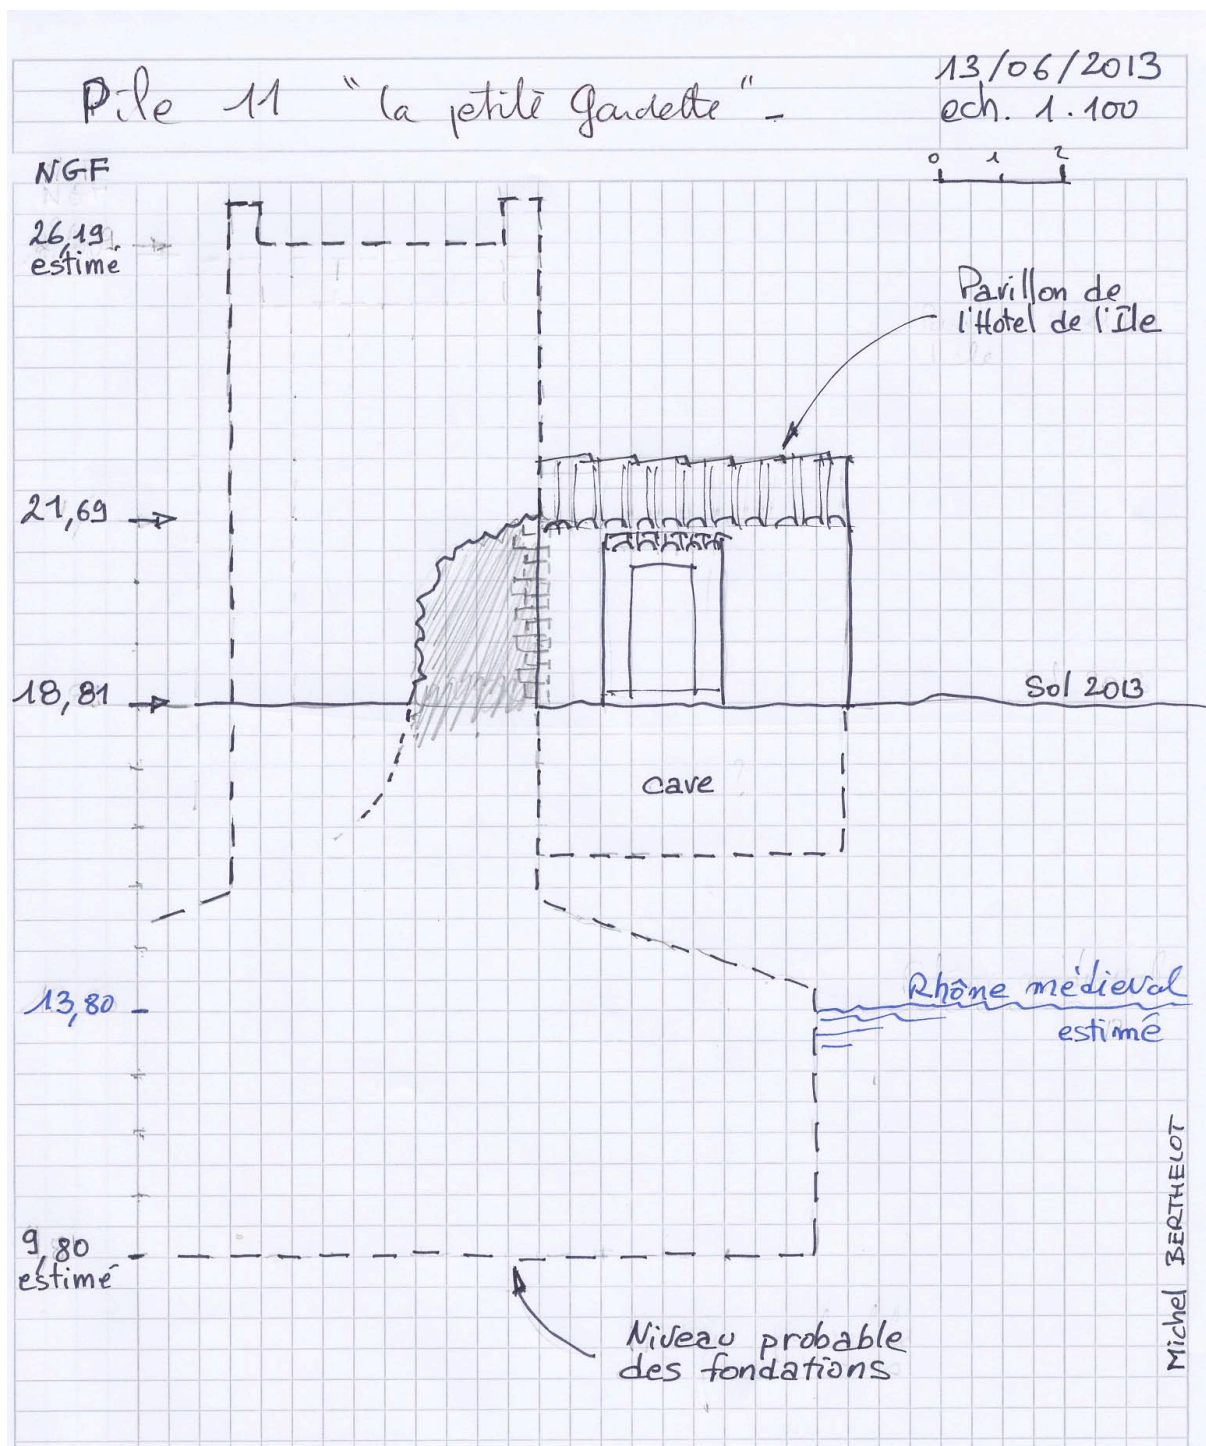 Pile 11 "la petite Gardette" -
13/06/2013
ech. 1.100
0 1 2
NGF
26,19
estimé
Pavillon de
l'Hotel de l'Ile
21,69
18,81
Sol 2013
cave
13,80
Rhône médieval
estimé
9,80
estimé
Niveau probable
des fondations
Michel BERTHELOT